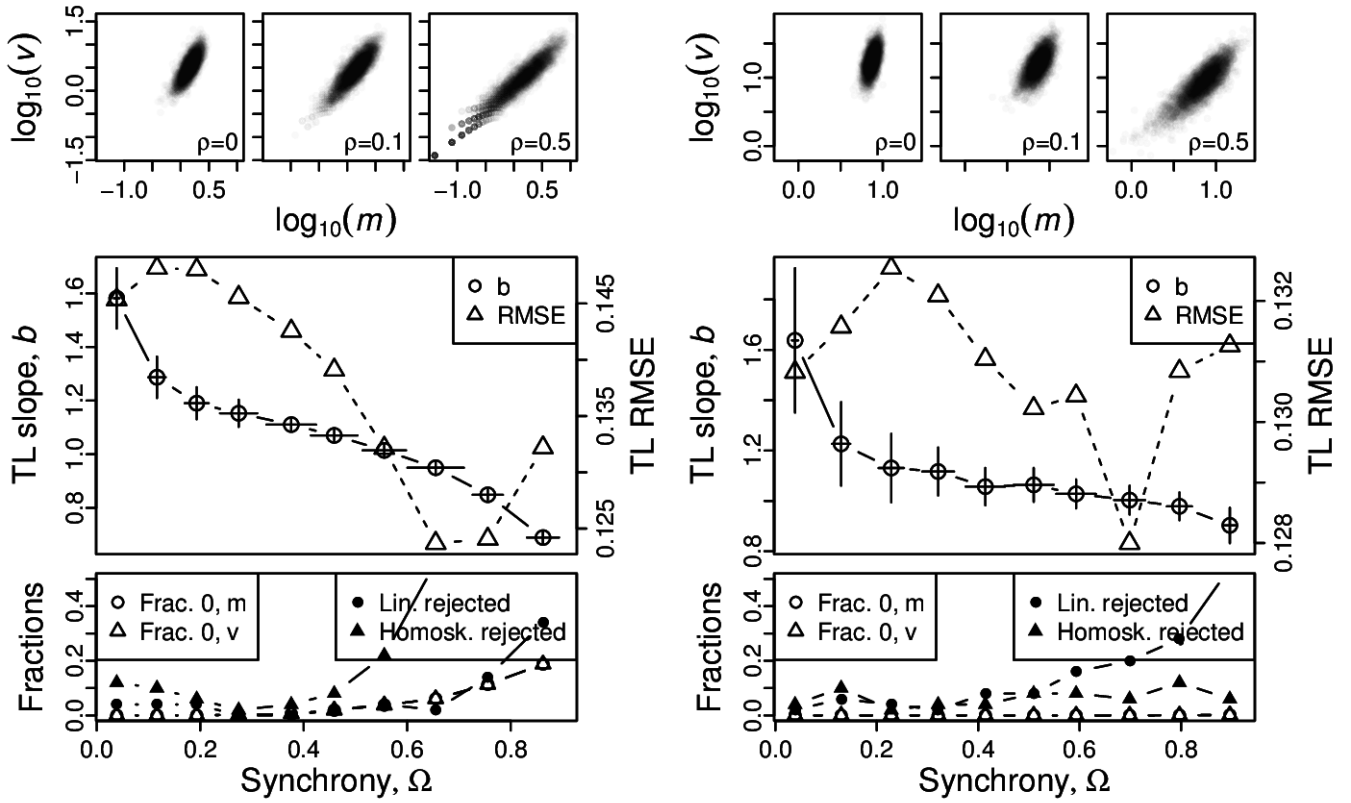 log10(v)
1.5
0.0
−1.5
ρ=0
ρ=0.1
ρ=0.5
−1.0
0.5
−1.0
0.5
log10(m)
log10(v)
1.0
0.0
ρ=0
ρ=0.1
ρ=0.5
0.0
1.0
0.0
1.0
log10(m)
TL slope, b
1.6
1.4
1.2
1.0
0.8
b
RMSE
0.145
0.135
0.125
TL RMSE
TL slope, b
1.6
1.2
0.8
b
RMSE
0.132
0.130
0.128
TL RMSE
Fractions
0.4
0.2
0.0
Frac. 0, m
Frac. 0, v
Lin. rejected
Homosk. rejected
0.0
0.2
0.4
0.6
0.8
Synchrony, Ω
Fractions
0.4
0.2
0.0
Frac. 0, m
Frac. 0, v
Lin. rejected
Homosk. rejected
0.0
0.2
0.4
0.6
0.8
Synchrony, Ω